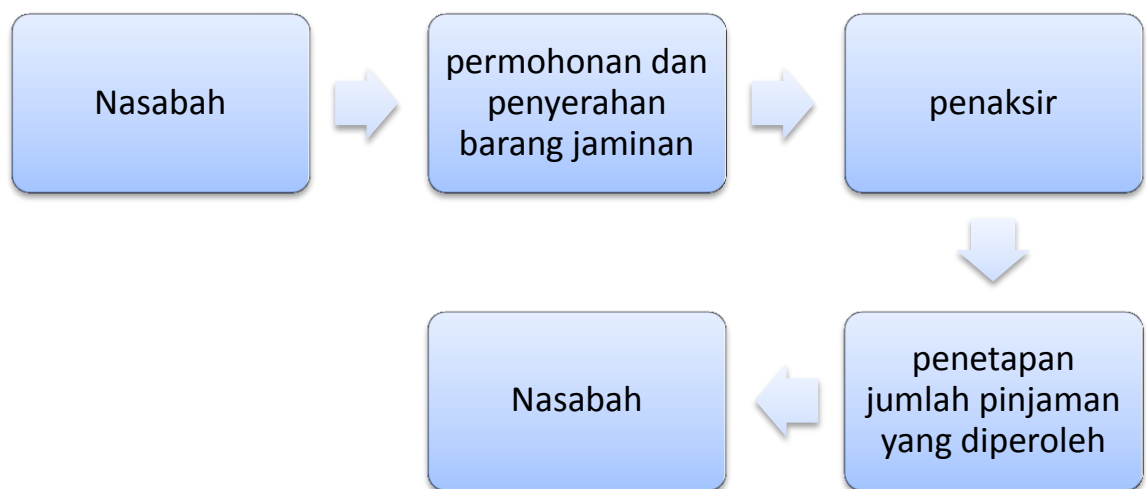 Nasabah
permohonan dan
penyerahan
barang jaminan
penaksir
penetapan
jumlah pinjaman
yang diperoleh
Nasabah